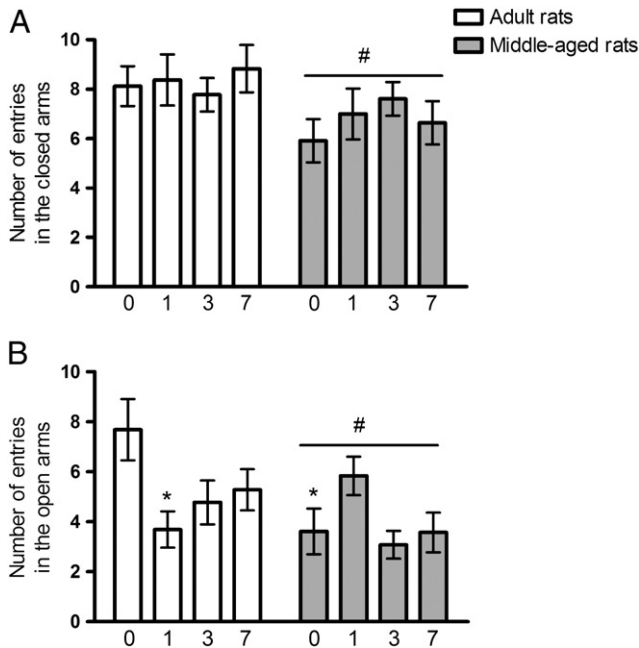 A
Adult rats
Middle-aged rats
Number of entries
in the closed arms
10
8
6
4
2
0
#
0 1 3 7 0 1 3 7
B
Number of entries
in the open arms
10
8
6
4
2
0
#
* *
0 1 3 7 0 1 3 7